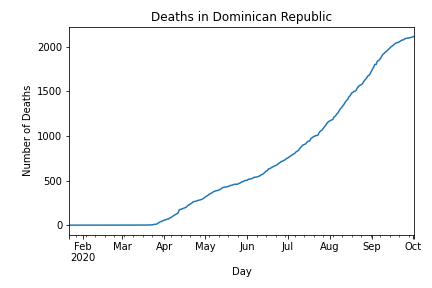 Deaths in Dominican Republic
Number of Deaths
2000
1500
1000
500
0
Feb Mar Apr May Jun Jul Aug Sep Oct
2020
Day